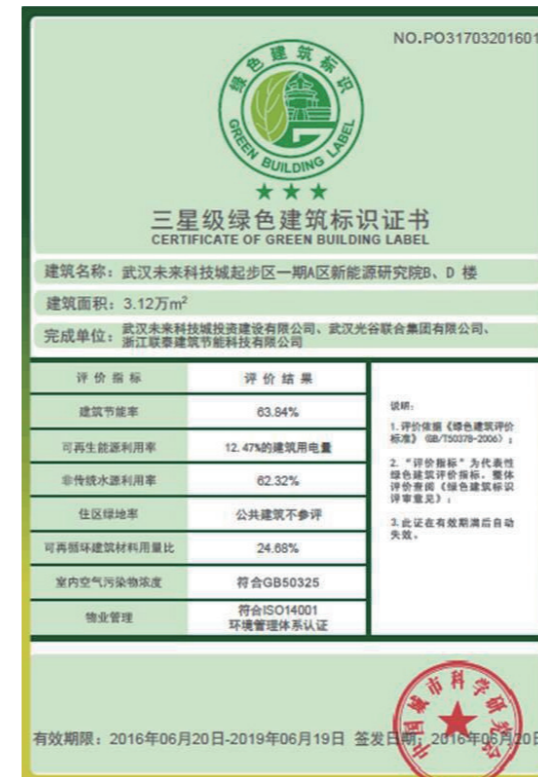 NO.PO31703201601
绿色建筑标识
GREEN BUILDING LABEL
★★★
三星级绿色建筑标识证书
CERTIFICATE OF GREEN BUILDING LABEL
建筑名称：武汉未来科技城起步区一期A区新能源研究院B、D 楼
建筑面积：3.12万m²
完成单位：武汉未来科技城投资建设有限公司、武汉光谷联合集团有限公司、
浙江联泰建筑节能科技有限公司
评价指标 评价结果
建筑节能率 63.84%
可再生能源利用率 12.47%的建筑用电量
非传统水源利用率 62.32%
住区绿地率 公共建筑不参评
可再循环建筑材料用量比 24.68%
室内空气污染物浓度 符合GB50325
物业管理 符合ISO14001
环境管理体系认证
说明：
1.评价依据《绿色建筑评价
标准》（GB/T50378-2006）；
2.“评价指标”为代表性
绿色建筑评价指标。整体
评价查阅《绿色建筑标识
评审意见》；
3.此证在有效期满后自动
失效。
中国城市科学研究会
有效期限：2016年06月20日-2019年06月19日 签发日期：2016年06月20日